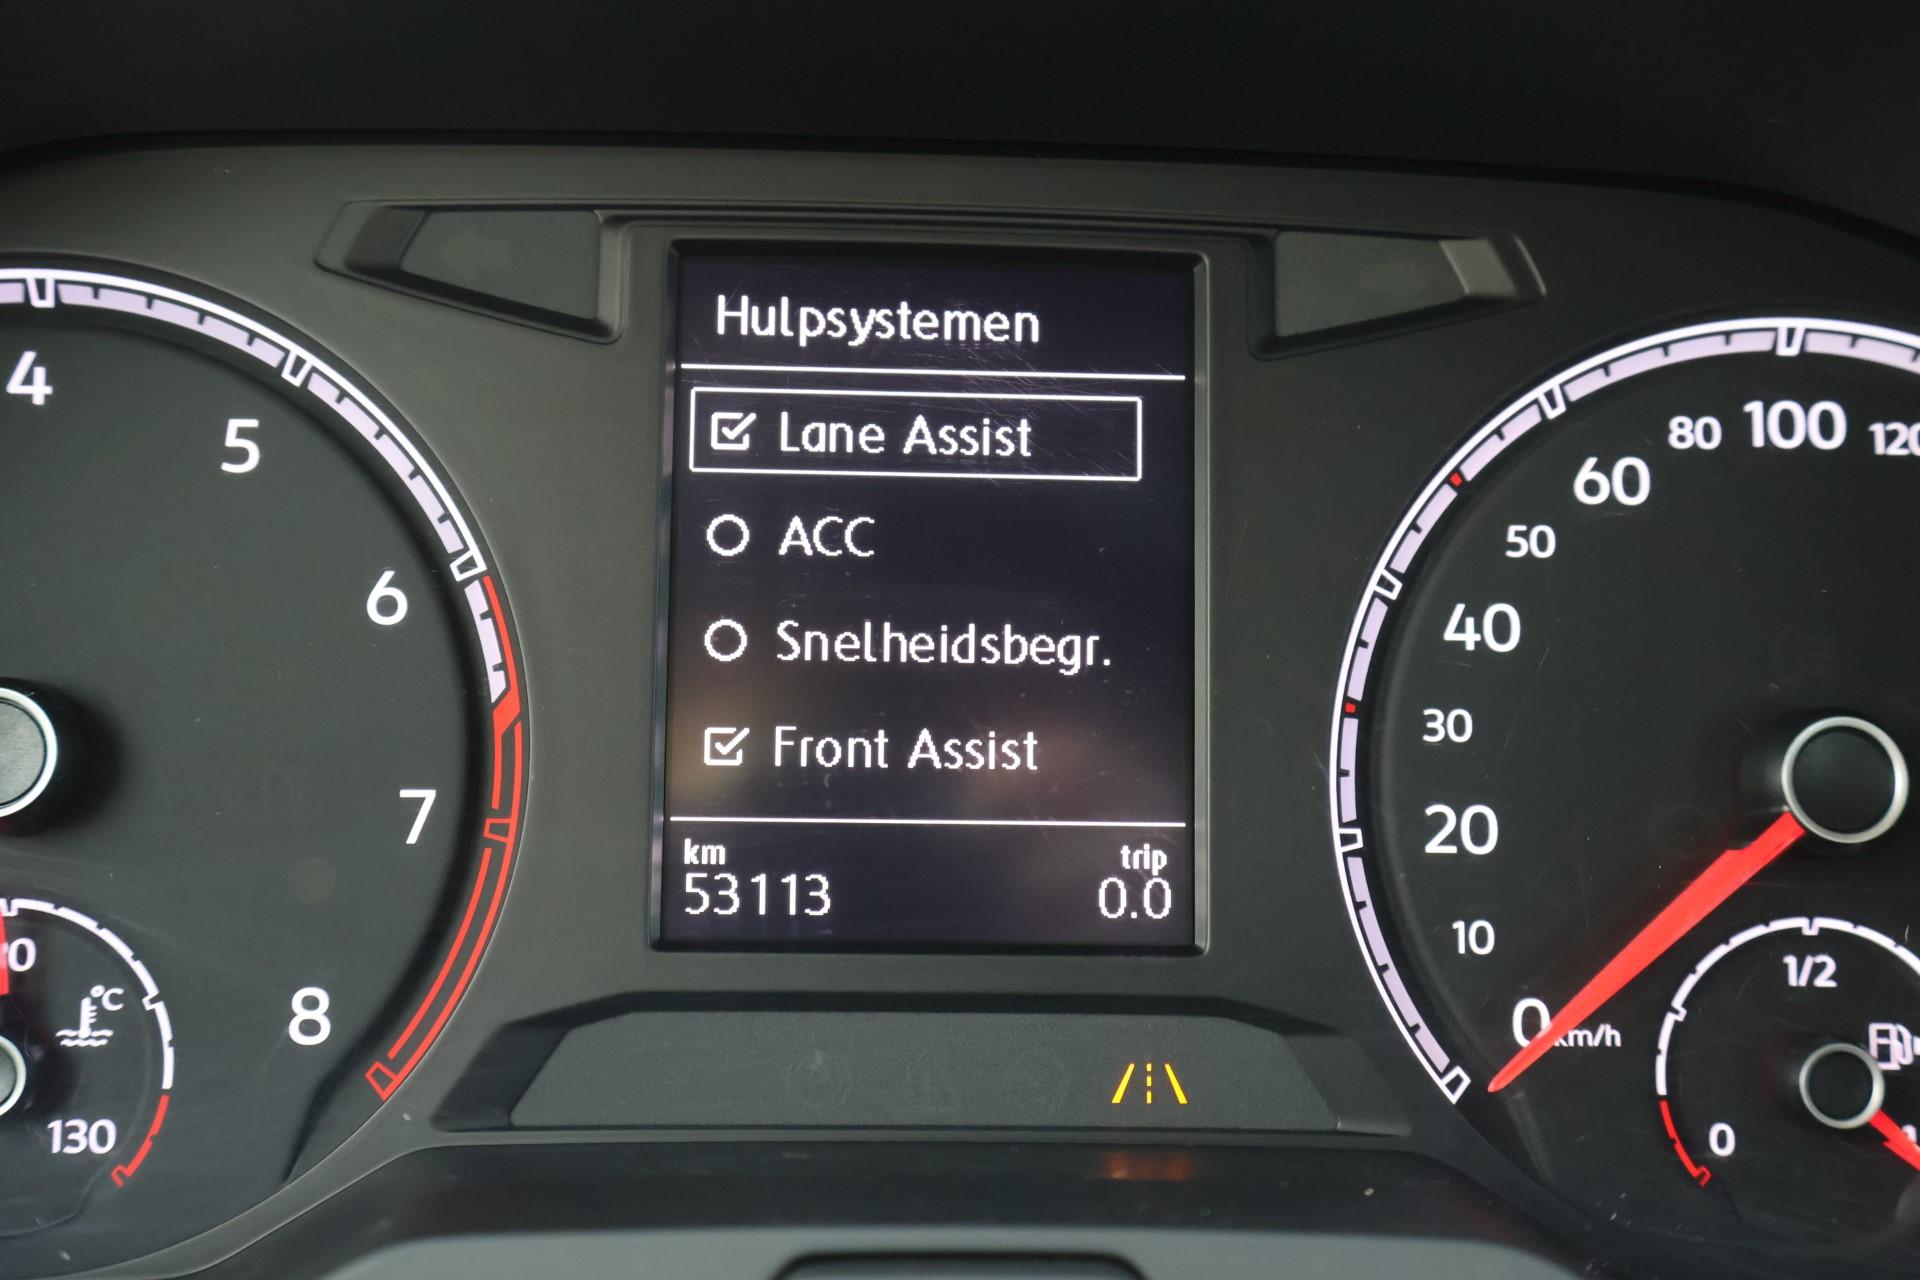 Hulpsystemen
Lane Assist
ACC
Snelheidsbegr.
Front Assist
km
trip
53113
0.0
4
5
6
7
8
°C
130
0
10
20
30
40
50
60
80
100
km/h
1/2
0